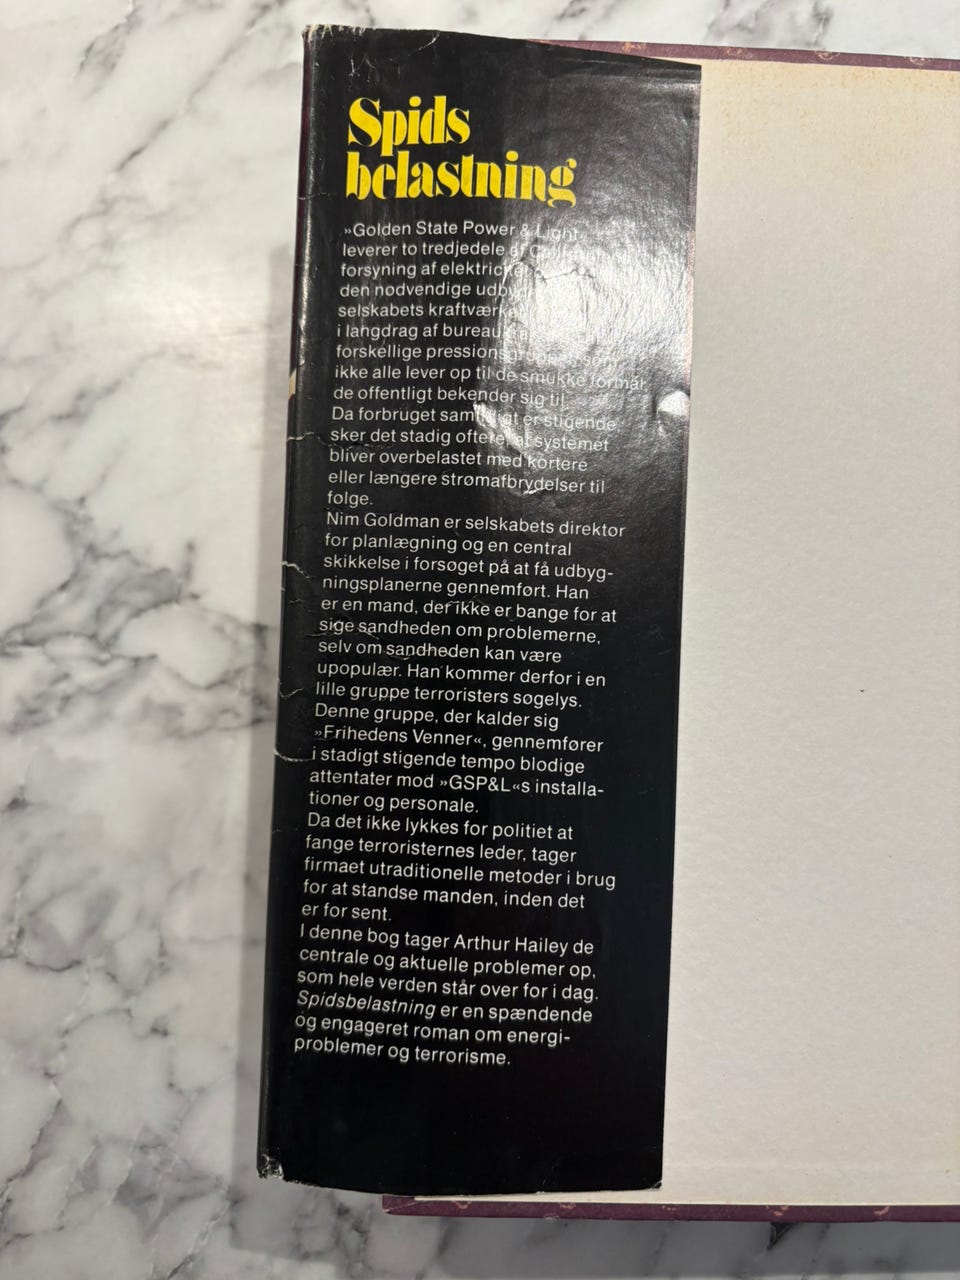 Spids
belastning
»Golden State Power & Light
leverer to tredjedele af
forsyning af
den nødvendige
selskabets
i langdrag af
forskellige
ikke alle lever op til de smukke formål,
de offentligt bekender sig til.
Da forbruget samtidigt er stigende
sker det stadig oftere, at systemet
bliver overbelastet med kortere
eller længere strømafbrydelser til
følge.
Nim Goldman er selskabets direktør
for planlægning og en central
skikkelse i forsøget på at få udbyg-
ningsplanerne gennemført. Han
er en mand, der ikke er bange for at
sige sandheden om problemerne,
selv om sandheden kan være
upopulær. Han kommer derfor i en
lille gruppe terroristers søgelys.
Denne gruppe, der kalder sig
»Frihedens Venner«, gennemfører
i stadigt stigende tempo blodige
attentater mod »GSP&L«s installa-
tioner og personale.
Da det ikke lykkes for politiet at
fange terroristernes leder, tager
firmaet utraditionelle metoder i brug
for at standse manden, inden det
er for sent.
I denne bog tager Arthur Hailey de
centrale og aktuelle problemer op,
som hele verden står over for i dag.
Spidsbelastning er en spændende
og engageret roman om energi-
problemer og terrorisme.